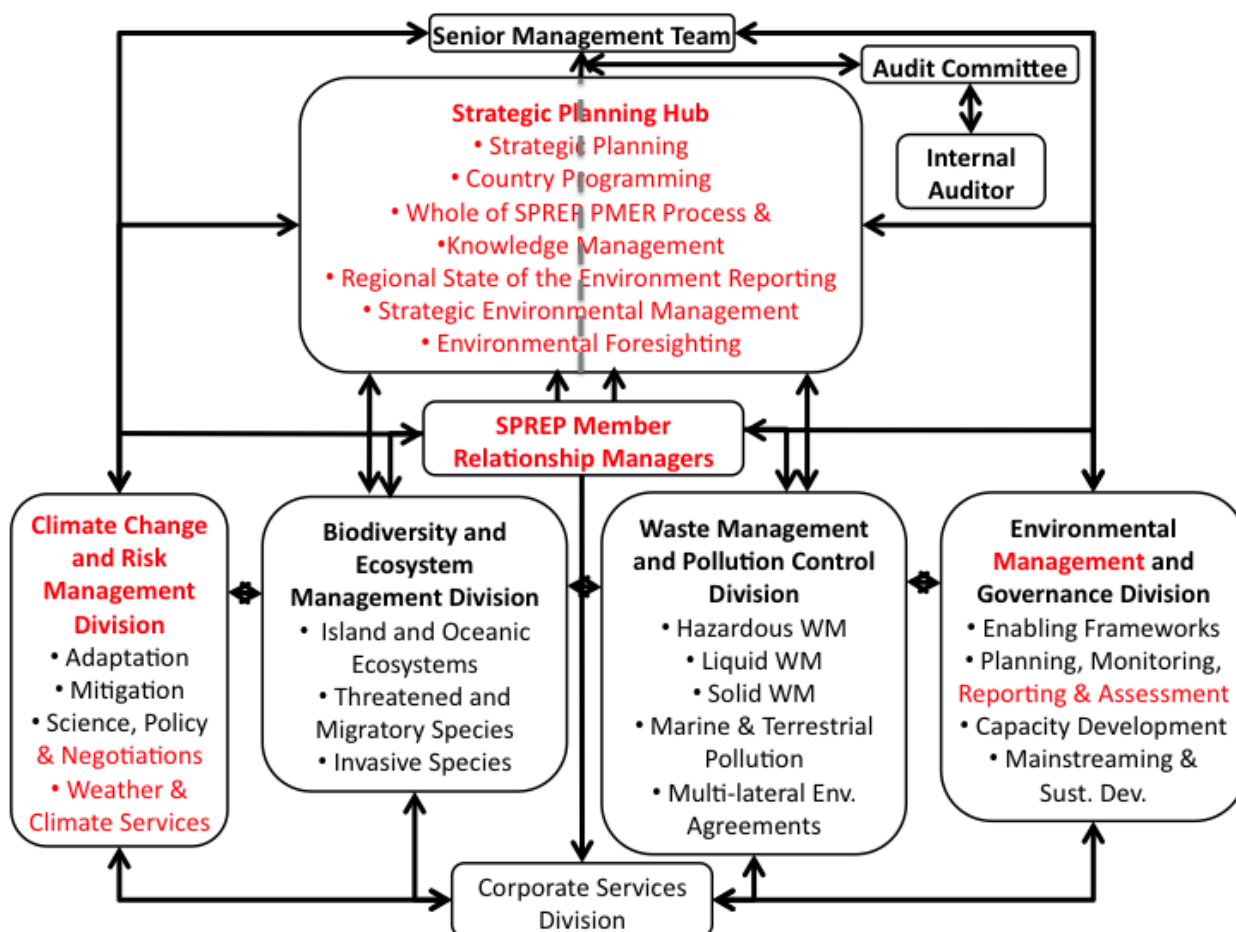 Senior Management Team
Audit Committee
Internal
Auditor
Strategic Planning Hub
• Strategic Planning
• Country Programming
• Whole of SPREP PMER Process &
•Knowledge Management
• Regional State of the Environment Reporting
• Strategic Environmental Management
• Environmental Foresighting
SPREP Member
Relationship Managers
Climate Change
and Risk
Management
Division
• Adaptation
• Mitigation
• Science, Policy
& Negotiations
• Weather &
Climate Services
Biodiversity and
Ecosystem
Management Division
• Island and Oceanic
Ecosystems
• Threatened and
Migratory Species
• Invasive Species
Waste Management
and Pollution Control
Division
• Hazardous WM
• Liquid WM
• Solid WM
• Marine & Terrestrial
Pollution
• Multi-lateral Env.
Agreements
Environmental
Management and
Governance Division
• Enabling Frameworks
• Planning, Monitoring,
Reporting & Assessment
• Capacity Development
• Mainstreaming &
Sust. Dev.
Corporate Services
Division